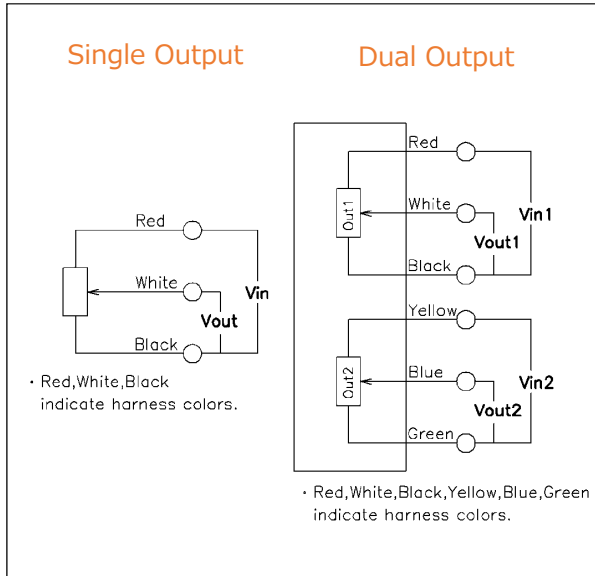 Single Output
Red
White
Vin
Vout
Black
· Red,White,Black
indicate harness colors.
Dual Output
Red
Out1
White
Vin1
Vout1
Black
Yellow
Out2
Blue
Vin2
Vout2
Green
· Red,White,Black,Yellow,Blue,Green
indicate harness colors.